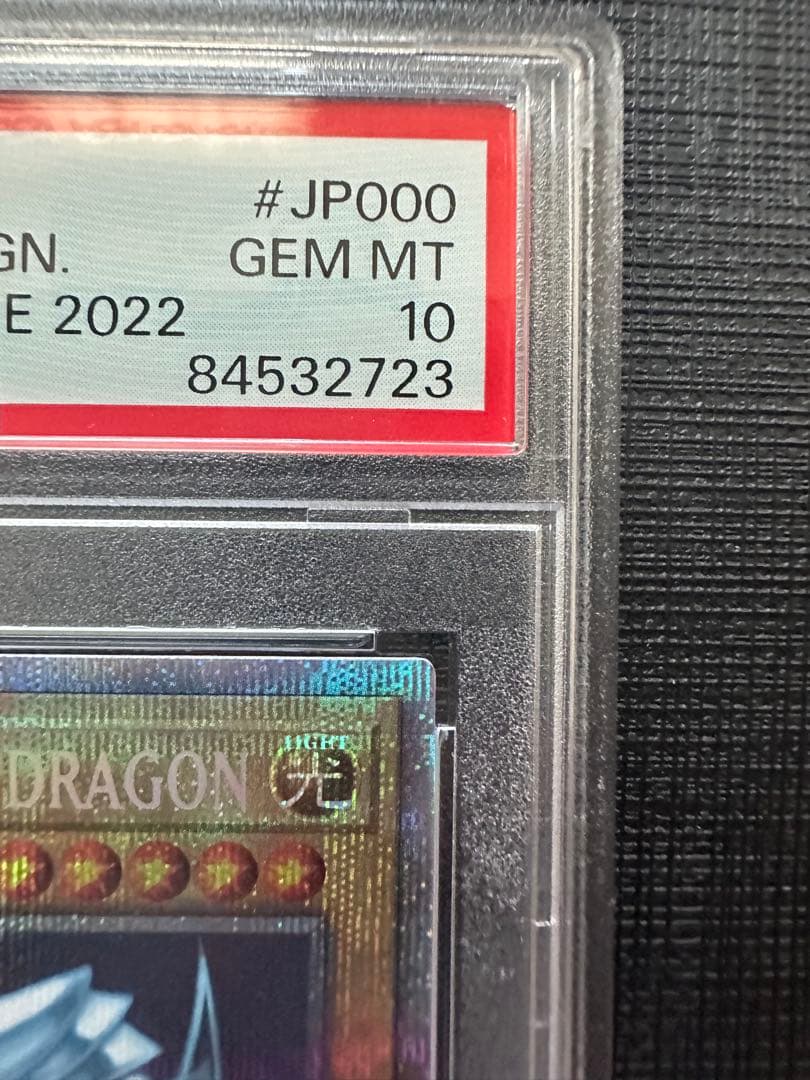 #JP000
GN. GEM MT
E 2022 10
84532723
LIGHT
DRAGON 光